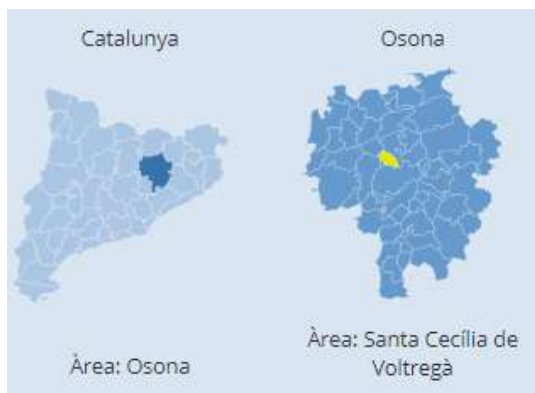 Catalunya
Osona
Àrea: Osona
Àrea: Santa Cecília de
Voltregà